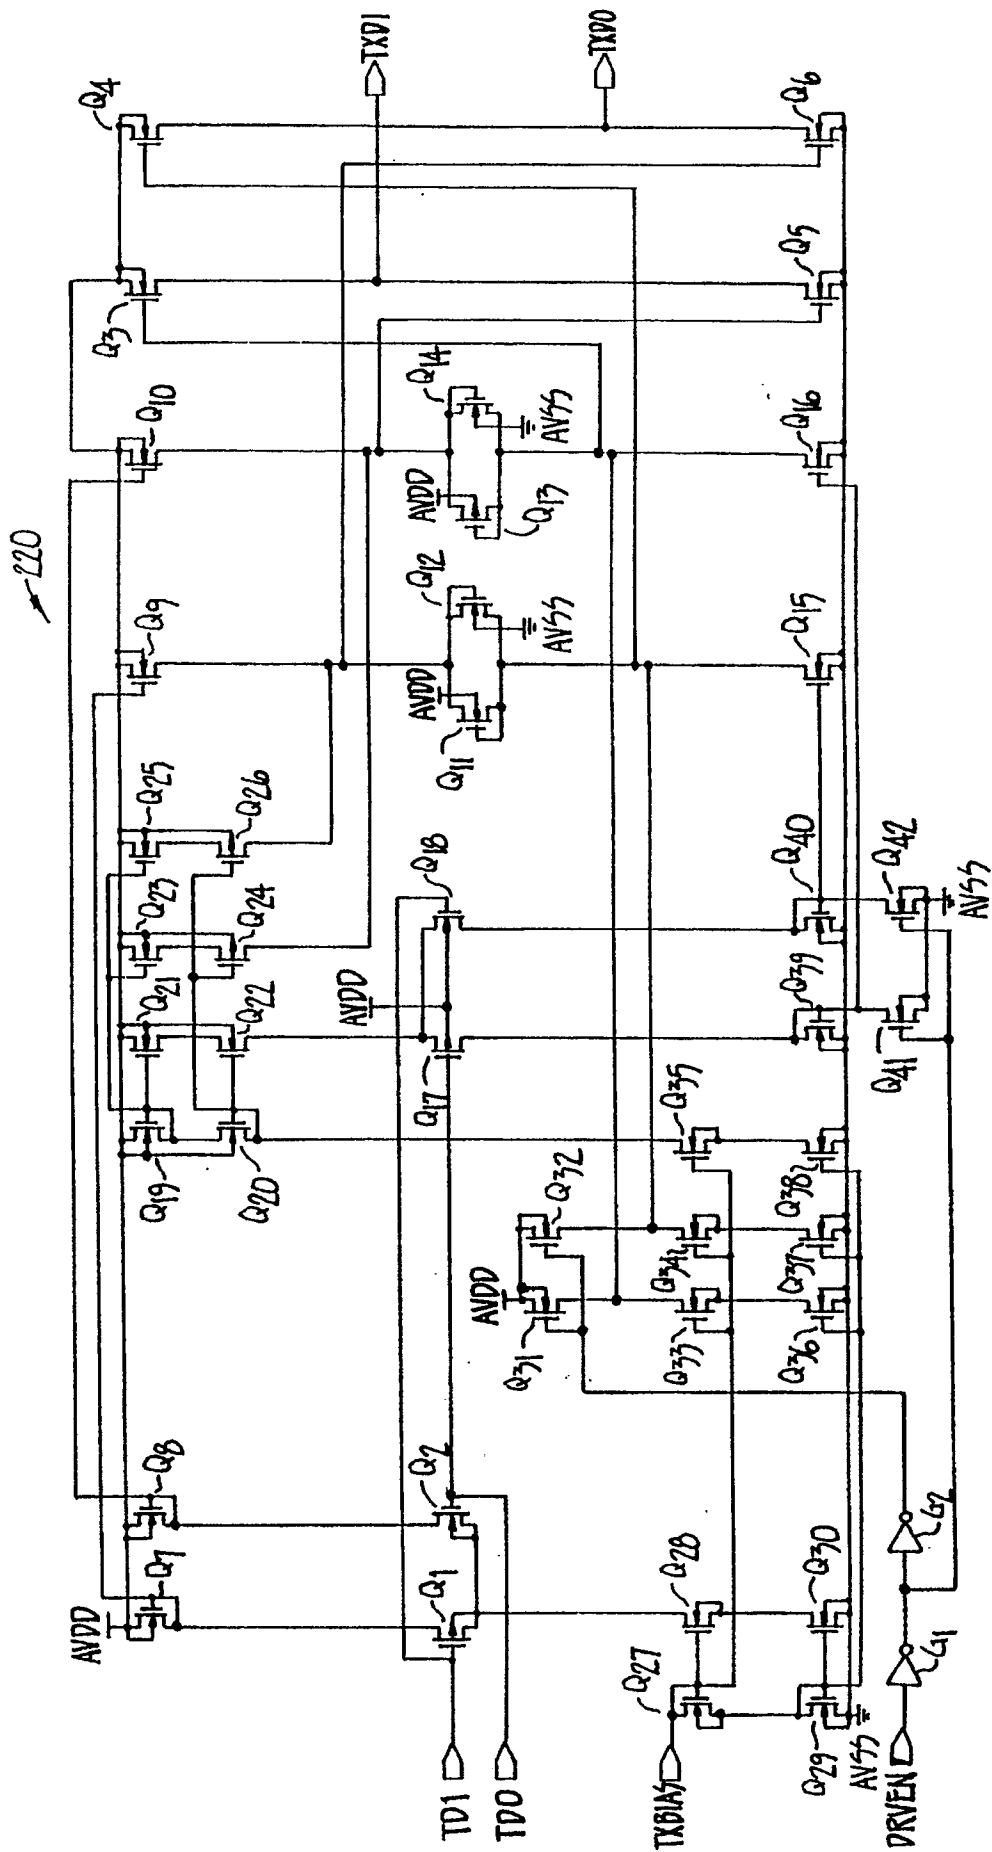 220
Q4
TXD1
TXD0
Q6
Q3
Q5
Q10
Q14
AVSS
AVDD
Q13
Q16
Q9
Q12
AVSS
AVDD
Q11
Q15
Q25
Q26
Q23
Q24
Q21
Q22
Q18
AVDD
Q17
Q40
Q42
AVSS
Q39
Q41
Q19
Q20
Q35
Q38
Q32
Q34
Q37
AVDD
Q31
Q33
Q36
Q8
Q2
Q7
Q1
AVDD
Q28
Q30
G2
Q27
Q29
G1
AVSS
TD1
TD0
TXBIAS
DRVEN